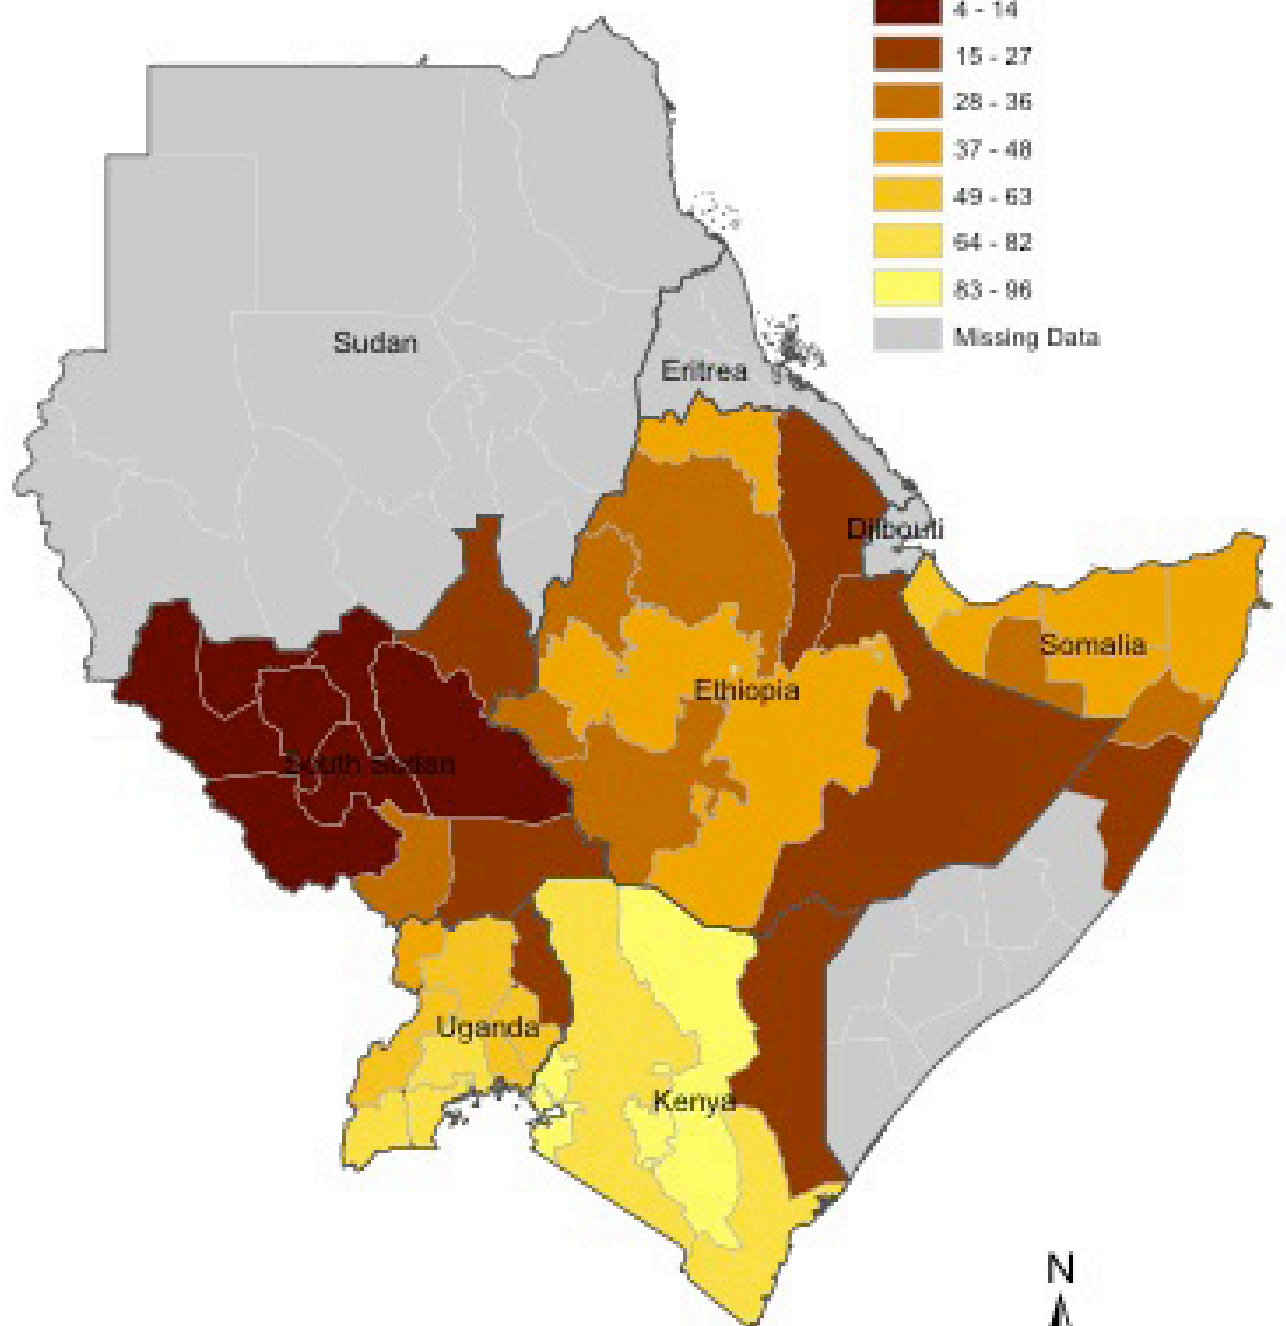 4 - 14
15 - 27
28 - 36
37 - 48
49 - 63
64 - 82
83 - 96
Missing Data
Sudan
Eritrea
Djibouti
Somalia
Ethiopia
South Sudan
Uganda
Kenya
N